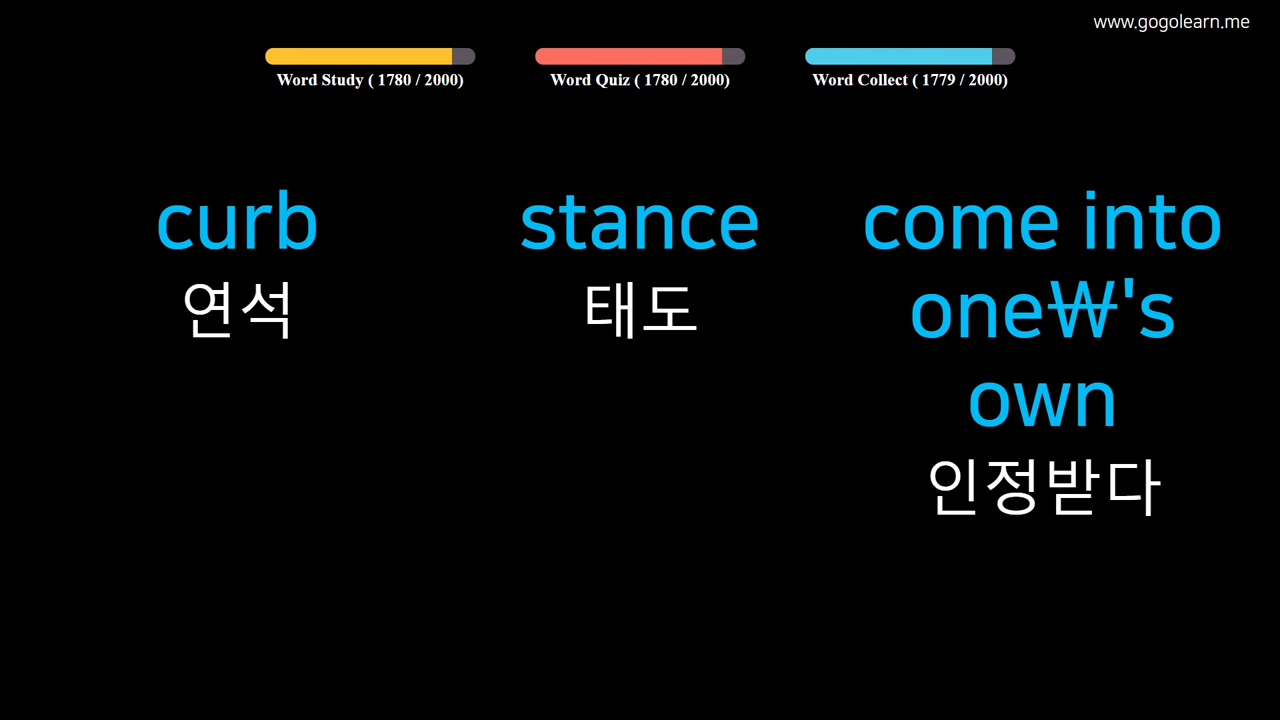 www.gogolearn.me
Word Study ( 1780 / 2000)
Word Quiz ( 1780 / 2000)
Word Collect ( 1779 / 2000)
curb
연석
stance
태도
come into
one₩'s
own
인정받다